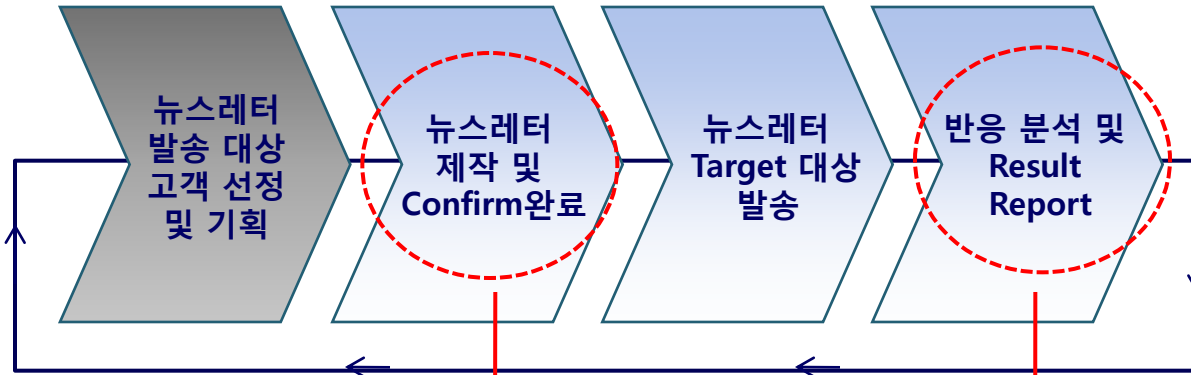 뉴스레터
발송 대상
고객 선정
및 기획
뉴스레터
제작 및
Confirm완료
뉴스레터
Target 대상
발송
반응 분석 및
Result
Report